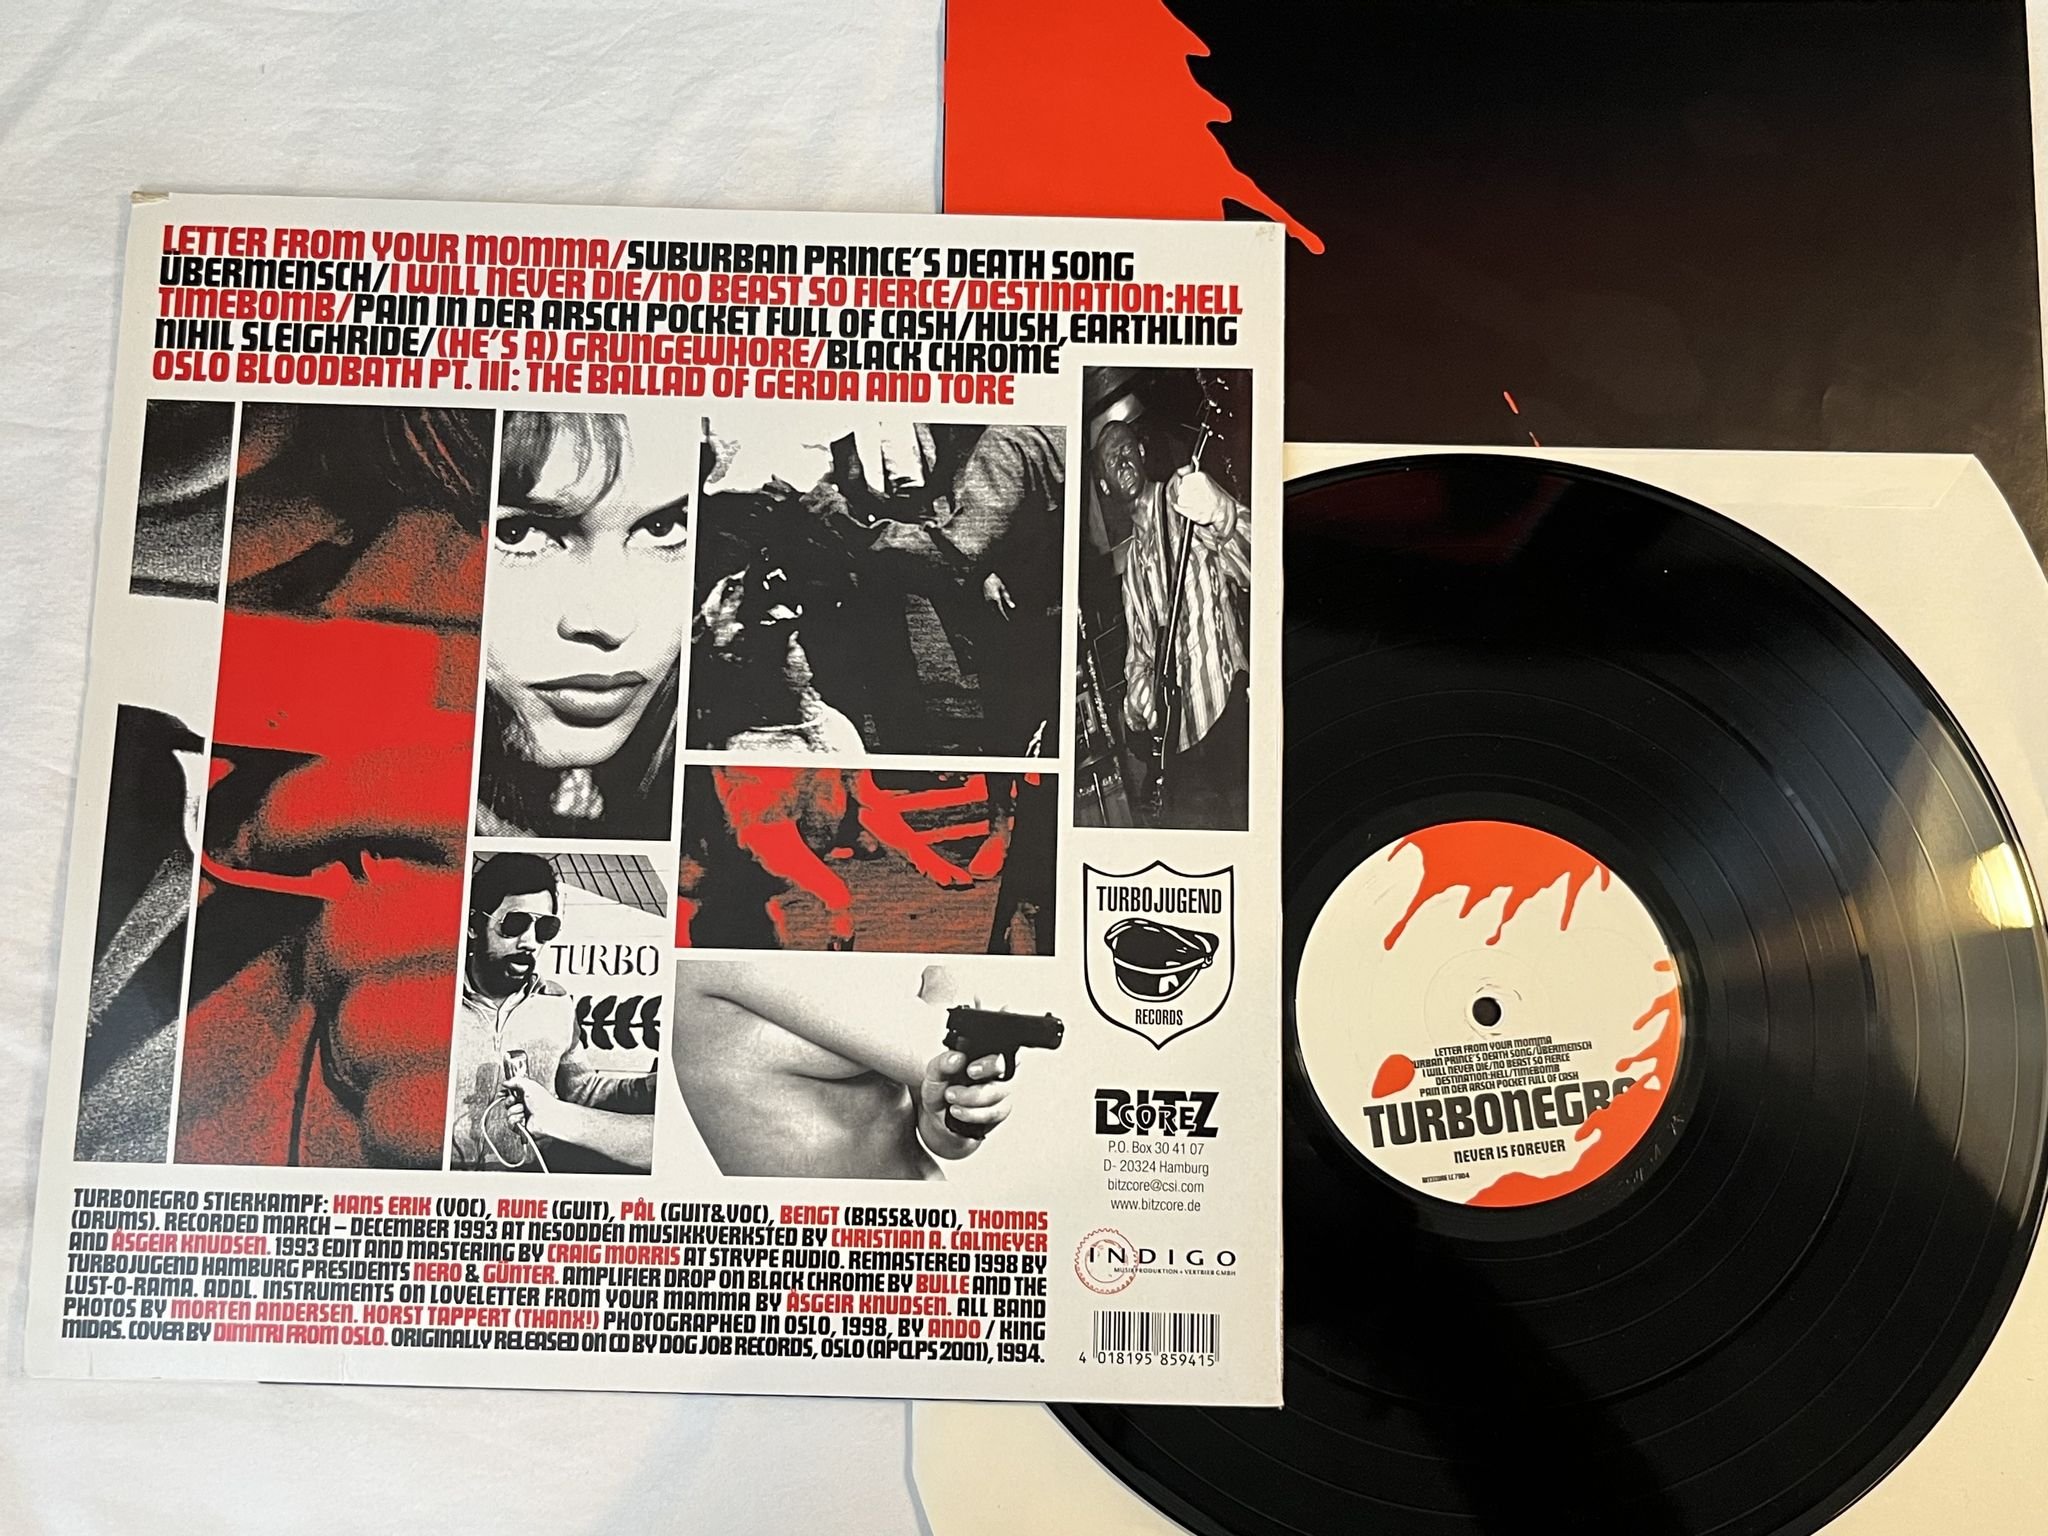 LETTER FROM YOUR MOMMA/SUBURBAN PRINCE'S DEATH SONG
ÜBERMENSCH/I WILL NEVER DIE/NO BEAST SO FIERCE/DESTINATION:HELL
TIMEBOMB/PAIN IN DER ARSCH POCKET FULL OF CASH/HUSH, EARTHLING
NIHIL SLEIGHRIDE/(HE'S A) GRUNGEWHORE/BLACK CHROME
OSLO BLOODBATH PT. III: THE BALLAD OF GERDA AND TORE
TURBO
TURBOJUGEND
RECORDS
BITZCORE
P.O. Box 30 41 07
D- 20324 Hamburg
bitzcore@csi.com
www.bitzcore.de
INDIGO
MUSIKPRODUKTION + VERTRIEB GMBH
4 018195 859415
TURBONEGRO STIERKAMPF: HANS ERIK (VOC), RUNE (GUIT), PÅL (GUIT&VOC), BENGT (BASS&VOC), THOMAS
(DRUMS). RECORDED MARCH – DECEMBER 1993 AT NESODDEN MUSIKKVERKSTED BY CHRISTIAN A. CALMEYER
AND ÅSGEIR KNUDSEN. 1993 EDIT AND MASTERING BY CRAIG MORRIS AT STRYPE AUDIO. REMASTERED 1998 BY
TURBOJUGEND HAMBURG PRESIDENTS NERO & GÜNTER. AMPLIFIER DROP ON BLACK CHROME BY BULLE AND THE
LUST-O-RAMA. ADDL. INSTRUMENTS ON LOVELETTER FROM YOUR MAMMA BY ÅSGEIR KNUDSEN. ALL BAND
PHOTOS BY MORTEN ANDERSEN. HORST TAPPERT (THANX!) PHOTOGRAPHED IN OSLO, 1998, BY ANDO / KING
MIDAS. COVER BY DIMITRI FROM OSLO. ORIGINALLY RELEASED ON CD BY DOG JOB RECORDS, OSLO (APCLPS 2001), 1994.
LETTER FROM YOUR MOMMA
URBAN PRINCE'S DEATH SONG/ÜBERMENSCH
I WILL NEVER DIE/NO BEAST SO FIERCE
DESTINATION:HELL/TIMEBOMB
PAIN IN DER ARSCH POCKET FULL OF CASH
TURBONEGRO
NEVER IS FOREVER
BITZCORE LC 7904